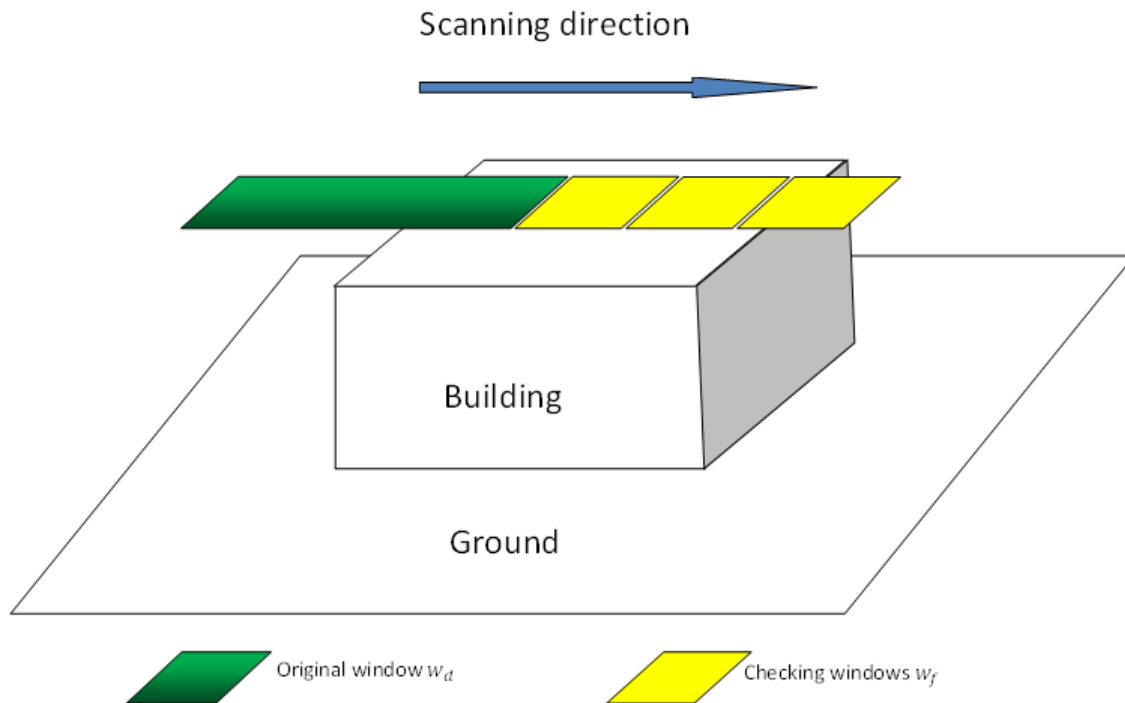 Scanning direction
Building
Ground
Original window w_d
Checking windows w_f